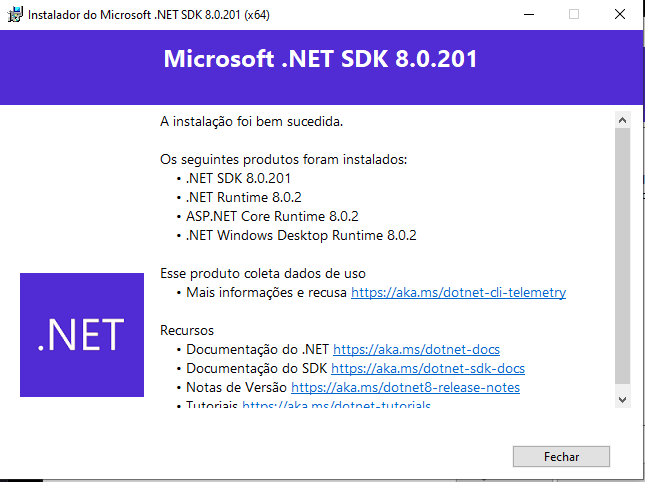 Instalador do Microsoft .NET SDK 8.0.201 (x64)
Microsoft .NET SDK 8.0.201
A instalação foi bem sucedida.
Os seguintes produtos foram instalados:
• .NET SDK 8.0.201
• .NET Runtime 8.0.2
• ASP.NET Core Runtime 8.0.2
• .NET Windows Desktop Runtime 8.0.2
Esse produto coleta dados de uso
• Mais informações e recusa https://aka.ms/dotnet-cli-telemetry
.NET
Recursos
• Documentação do .NET https://aka.ms/dotnet-docs
• Documentação do SDK https://aka.ms/dotnet-sdk-docs
• Notas de Versão https://aka.ms/dotnet8-release-notes
• Tutoriais https://aka.ms/dotnet-tutorials
Fechar